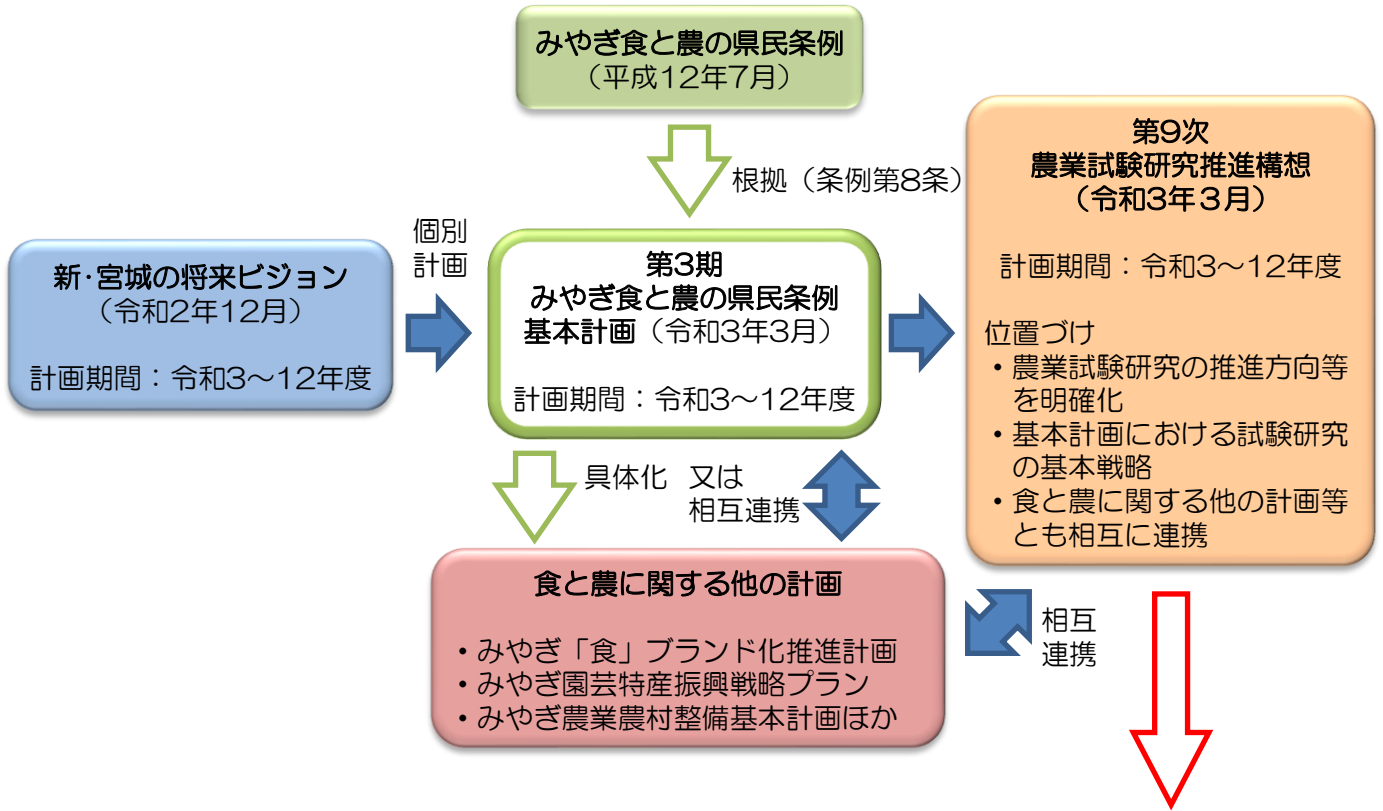 みやぎ食と農の県民条例
（平成12年7月）
根拠（条例第8条）
新･宮城の将来ビジョン
（令和2年12月）
計画期間：令和3～12年度
個別
計画
第3期
みやぎ食と農の県民条例
基本計画（令和3年3月）
計画期間：令和3～12年度
第9次
農業試験研究推進構想
（令和3年３月）
計画期間：令和3～12年度
位置づけ
・農業試験研究の推進方向等
を明確化
・基本計画における試験研究
の基本戦略
・食と農に関する他の計画等
とも相互に連携
具体化　又は
相互連携
食と農に関する他の計画
・みやぎ「食」ブランド化推進計画
・みやぎ園芸特産振興戦略プラン
・みやぎ農業農村整備基本計画ほか
相互
連携